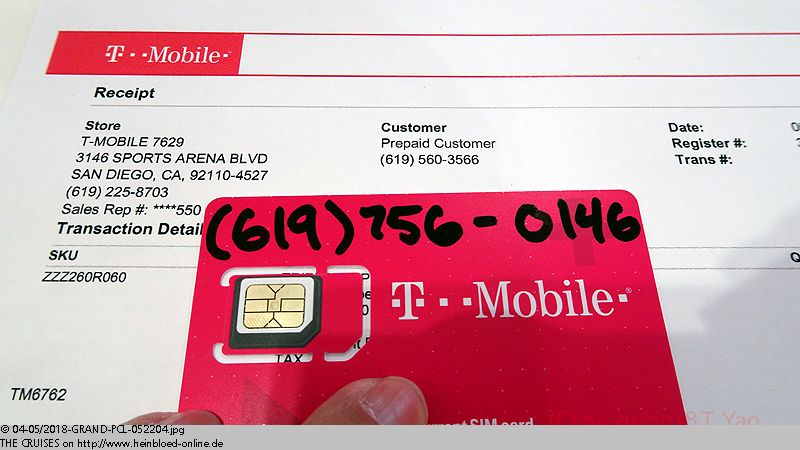 T··Mobile·
Receipt
Store
T-MOBILE 7629
3146 SPORTS ARENA BLVD
SAN DIEGO, CA, 92110-4527
(619) 225-8703
Sales Rep #: ****550
Customer
Prepaid Customer
(619) 560-3566
Date:
Register #:
Trans #:
Transaction Detail
SKU
ZZZ260R060
TM6762
(619)756-0146
T··Mobile·®
TAX
SIM card
© 04-05/2018-GRAND-PCL-052204.jpg
THE CRUISES on http://www.heinbloed-online.de